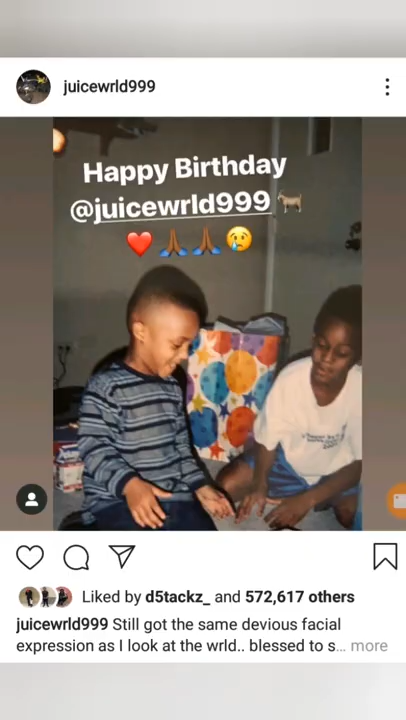 juicewrld999
Happy Birthday
@juicewrld999 🐐
❤️🙏🏾🙏🏾😢
Liked by d5tackz_ and 572,617 others
juicewrld999 Still got the same devious facial
expression as I look at the wrld.. blessed to s... more